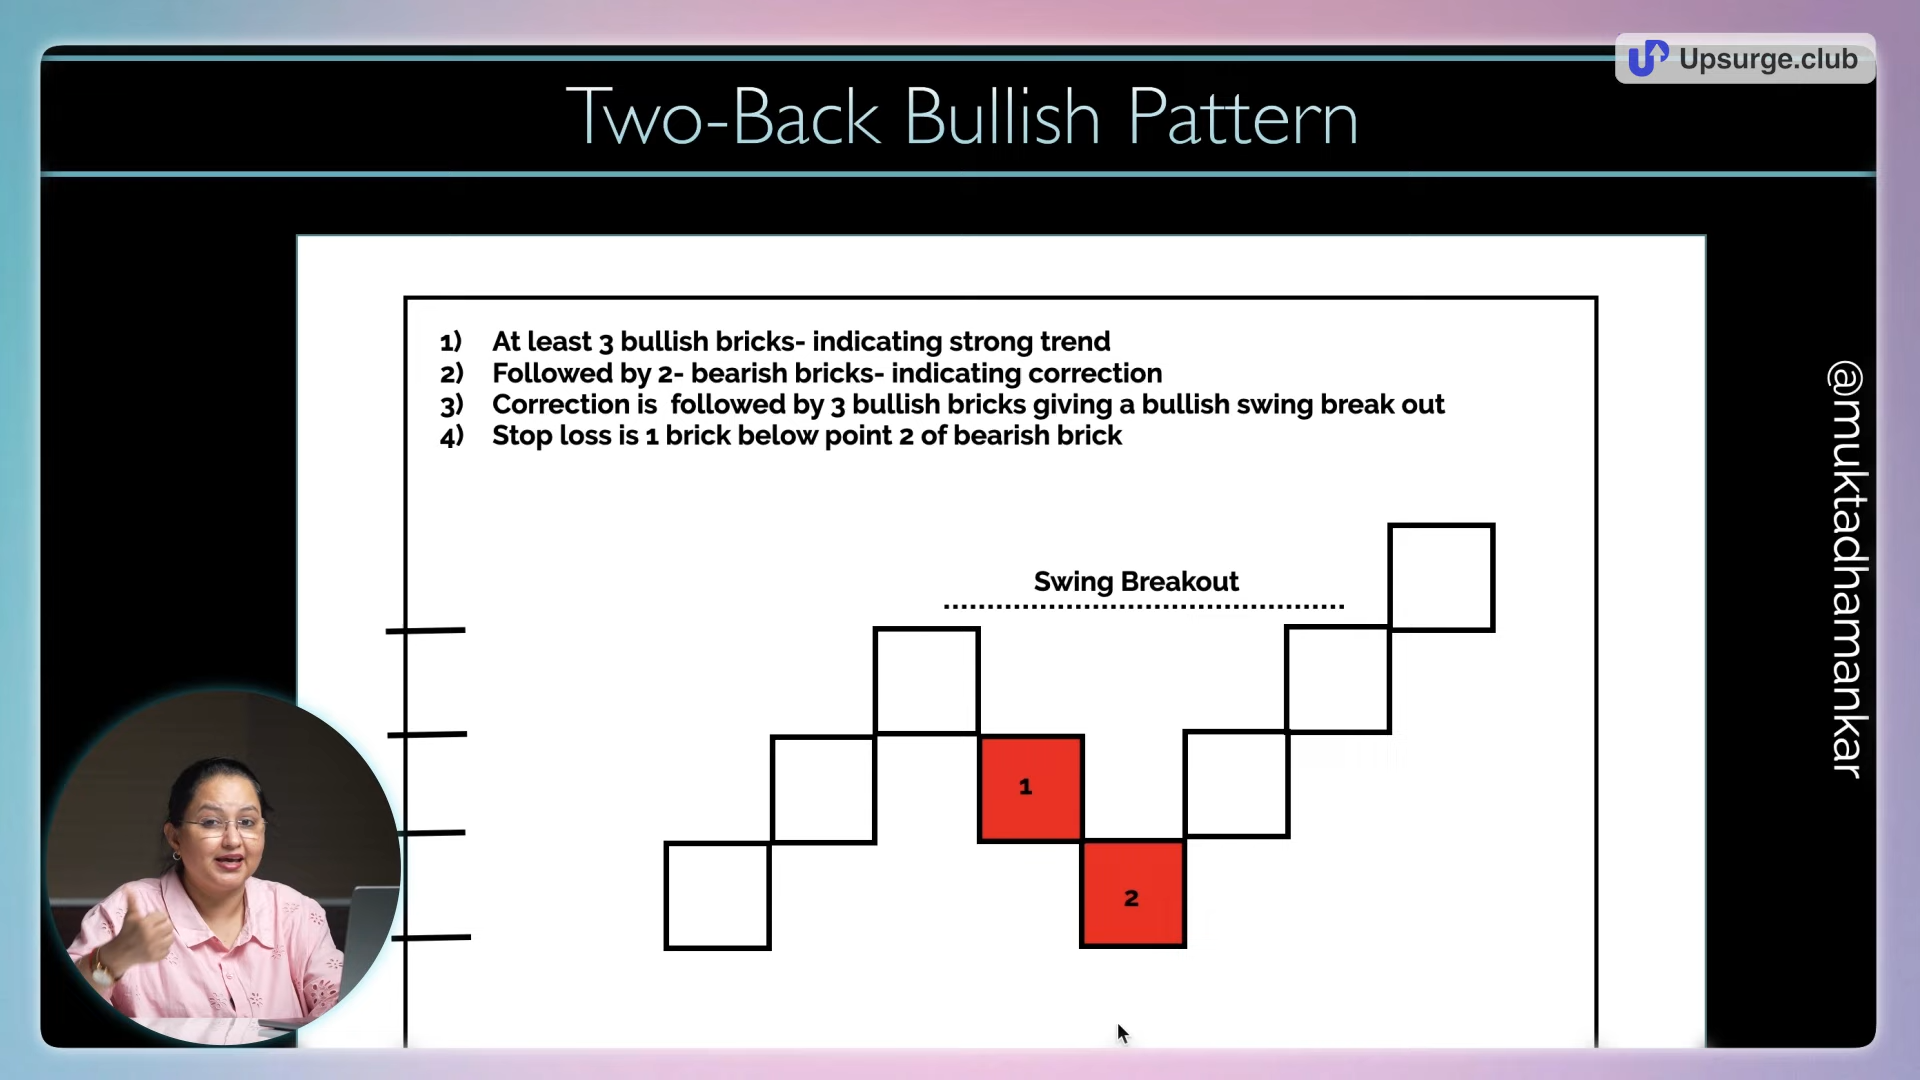 Upsurge.club
Two-Back Bullish Pattern
1) At least 3 bullish bricks- indicating strong trend
2) Followed by 2- bearish bricks- indicating correction
3) Correction is  followed by 3 bullish bricks giving a bullish swing break out
4) Stop loss is 1 brick below point 2 of bearish brick
Swing Breakout
1
2
@muktadhamankar